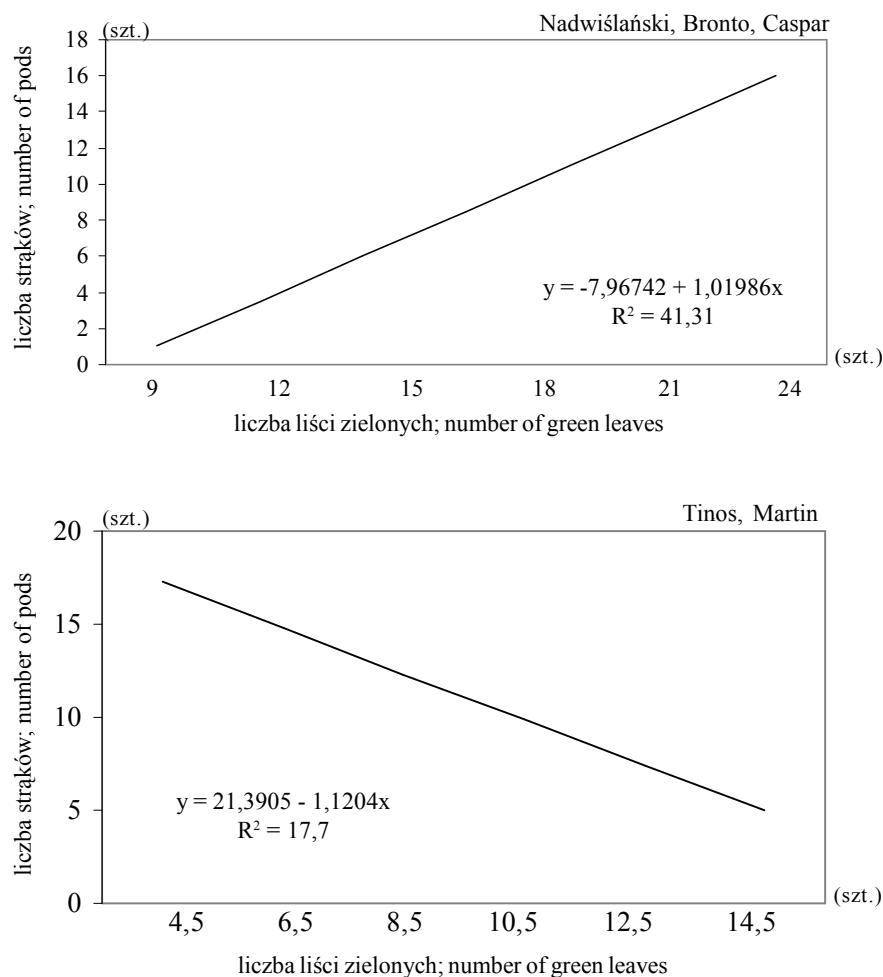 (szt.)
Nadwiślański, Bronto, Caspar
liczba strąków; number of pods
18
16
14
12
10
8
6
4
2
0
y = -7,96742 + 1,01986x
R² = 41,31
(szt.)
9 12 15 18 21 24
liczba liści zielonych; number of green leaves
(szt.)
Tinos, Martin
liczba strąków; number of pods
20
15
10
5
0
y = 21,3905 - 1,1204x
R² = 17,7
(szt.)
4,5 6,5 8,5 10,5 12,5 14,5
liczba liści zielonych; number of green leaves